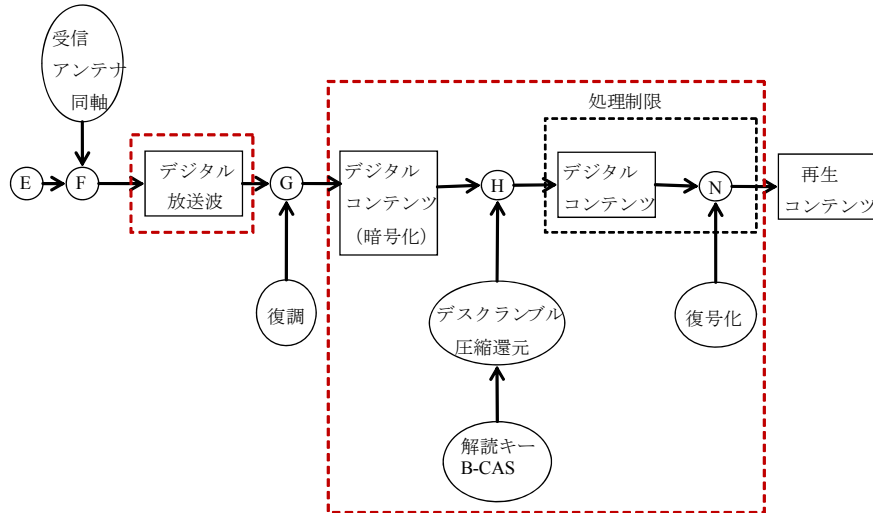 受信
アンテナ
同軸
処理制限
E
F
デジタル
放送波
G
デジタル
コンテンツ
(暗号化)
H
デジタル
コンテンツ
N
再生
コンテンツ
復調
デスクランブル
圧縮還元
復号化
解読キー
B-CAS